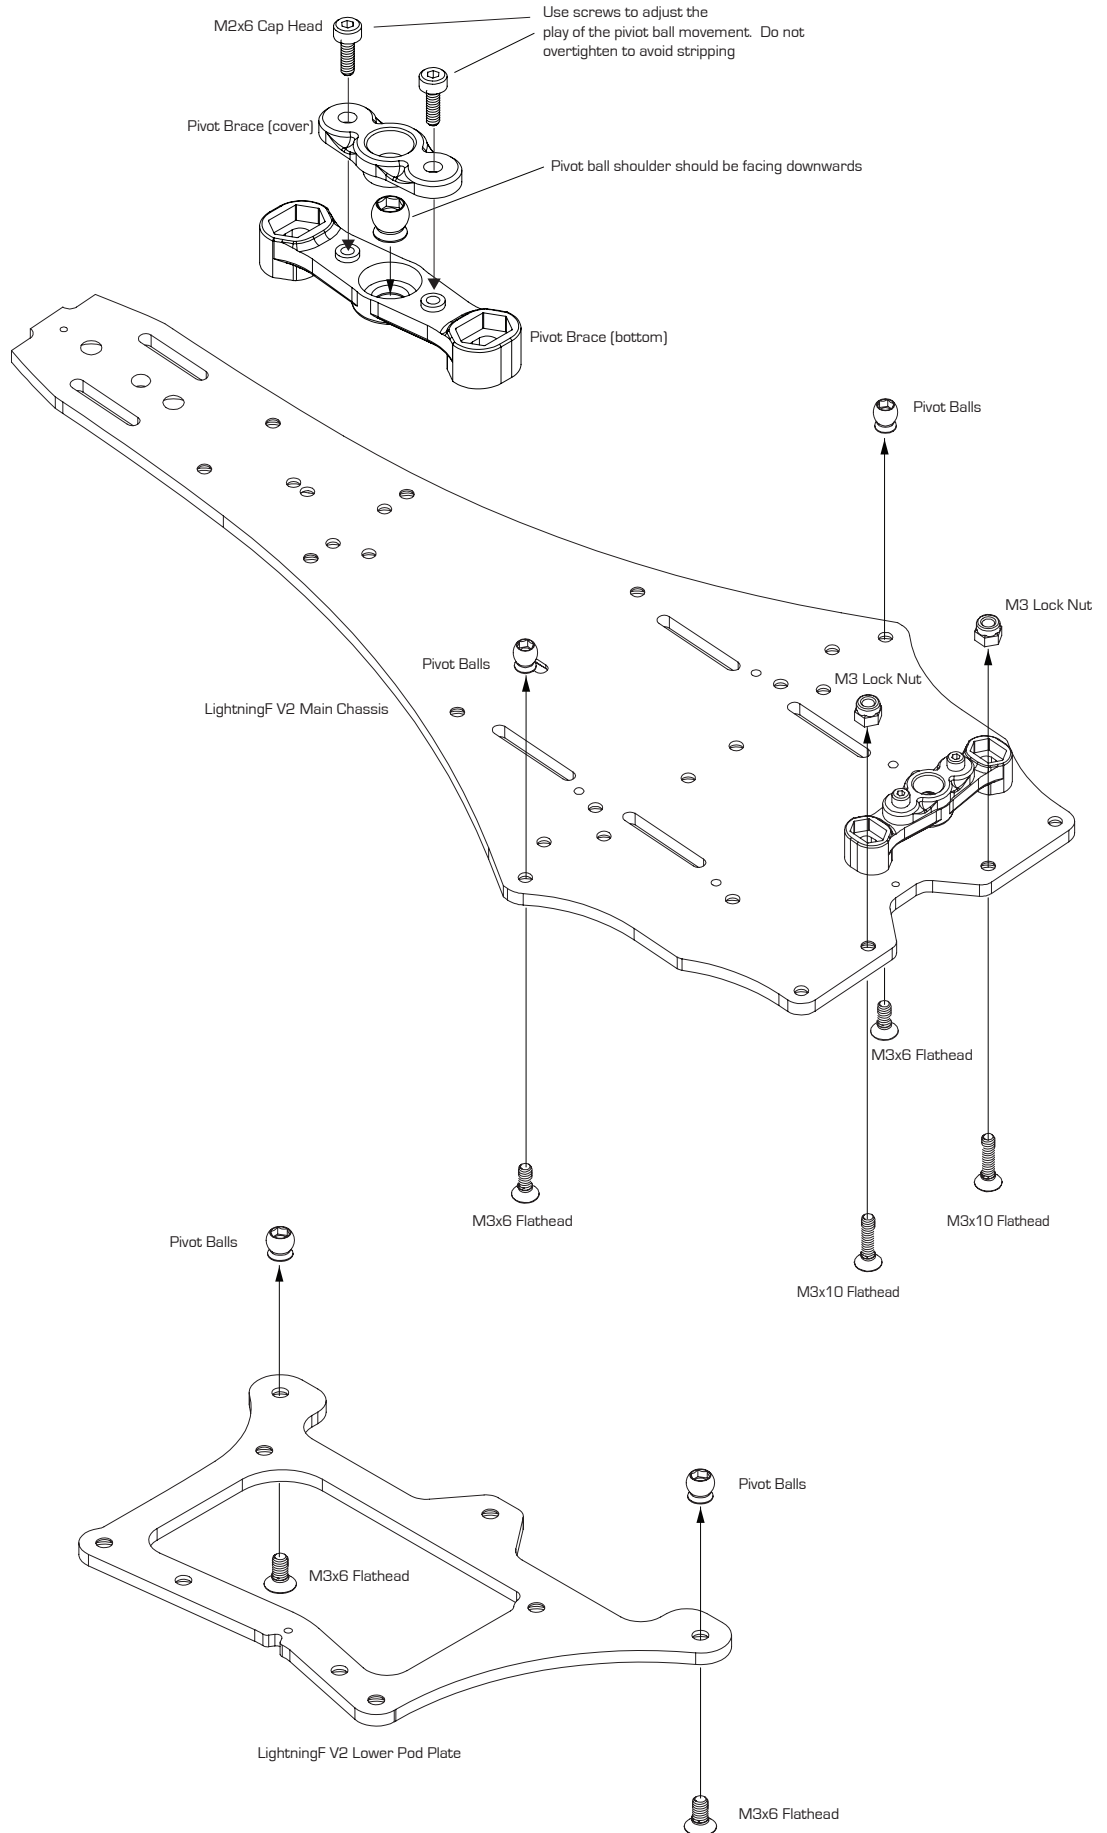 M2x6 Cap Head
Use screws to adjust the
play of the piviot ball movement.  Do not
overtighten to avoid stripping
Pivot Brace (cover)
Pivot ball shoulder should be facing downwards
Pivot Brace (bottom)
Pivot Balls
M3 Lock Nut
Pivot Balls
M3 Lock Nut
LightningF V2 Main Chassis
M3x6 Flathead
M3x6 Flathead
M3x10 Flathead
Pivot Balls
M3x10 Flathead
Pivot Balls
M3x6 Flathead
LightningF V2 Lower Pod Plate
M3x6 Flathead